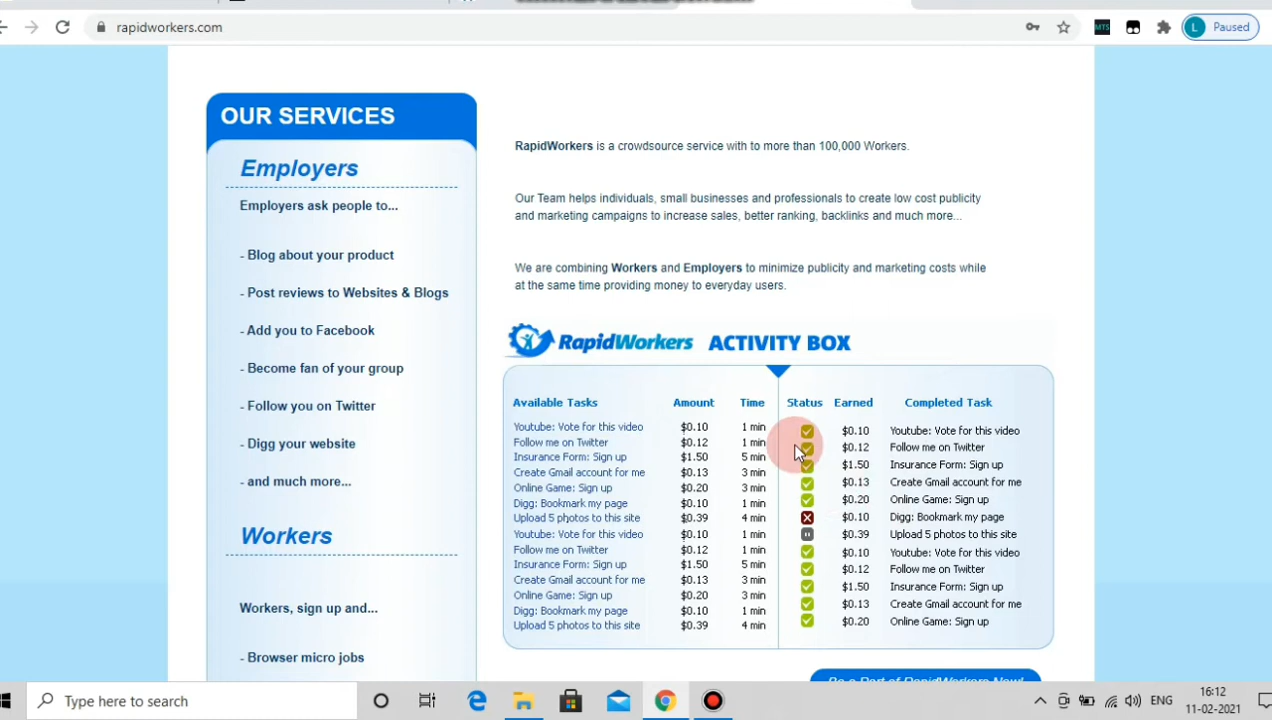 rapidworkers.com
MTS
L
Paused
OUR SERVICES
Employers
Employers ask people to...
- Blog about your product
- Post reviews to Websites & Blogs
- Add you to Facebook
- Become fan of your group
- Follow you on Twitter
- Digg your website
- and much more...
Workers
Workers, sign up and...
- Browser micro jobs
RapidWorkers is a crowdsource service with to more than 100,000 Workers.
Our Team helps individuals, small businesses and professionals to create low cost publicity
and marketing campaigns to increase sales, better ranking, backlinks and much more...
We are combining Workers and Employers to minimize publicity and marketing costs while
at the same time providing money to everyday users.
RapidWorkers ACTIVITY BOX
Available Tasks Amount Time
Youtube: Vote for this video $0.10 1 min
Follow me on Twitter $0.12 1 min
Insurance Form: Sign up $1.50 5 min
Create Gmail account for me $0.13 3 min
Online Game: Sign up $0.20 3 min
Digg: Bookmark my page $0.10 1 min
Upload 5 photos to this site $0.39 4 min
Youtube: Vote for this video $0.10 1 min
Follow me on Twitter $0.12 1 min
Insurance Form: Sign up $1.50 5 min
Create Gmail account for me $0.13 3 min
Online Game: Sign up $0.20 3 min
Digg: Bookmark my page $0.10 1 min
Upload 5 photos to this site $0.39 4 min
Status Earned Completed Task
$0.10 Youtube: Vote for this video
$0.12 Follow me on Twitter
$1.50 Insurance Form: Sign up
$0.13 Create Gmail account for me
$0.20 Online Game: Sign up
$0.10 Digg: Bookmark my page
$0.39 Upload 5 photos to this site
$0.10 Youtube: Vote for this video
$0.12 Follow me on Twitter
$1.50 Insurance Form: Sign up
$0.13 Create Gmail account for me
$0.20 Online Game: Sign up
Be a Part of RapidWorkers Now!
Type here to search
ENG
16:12
11-02-2021